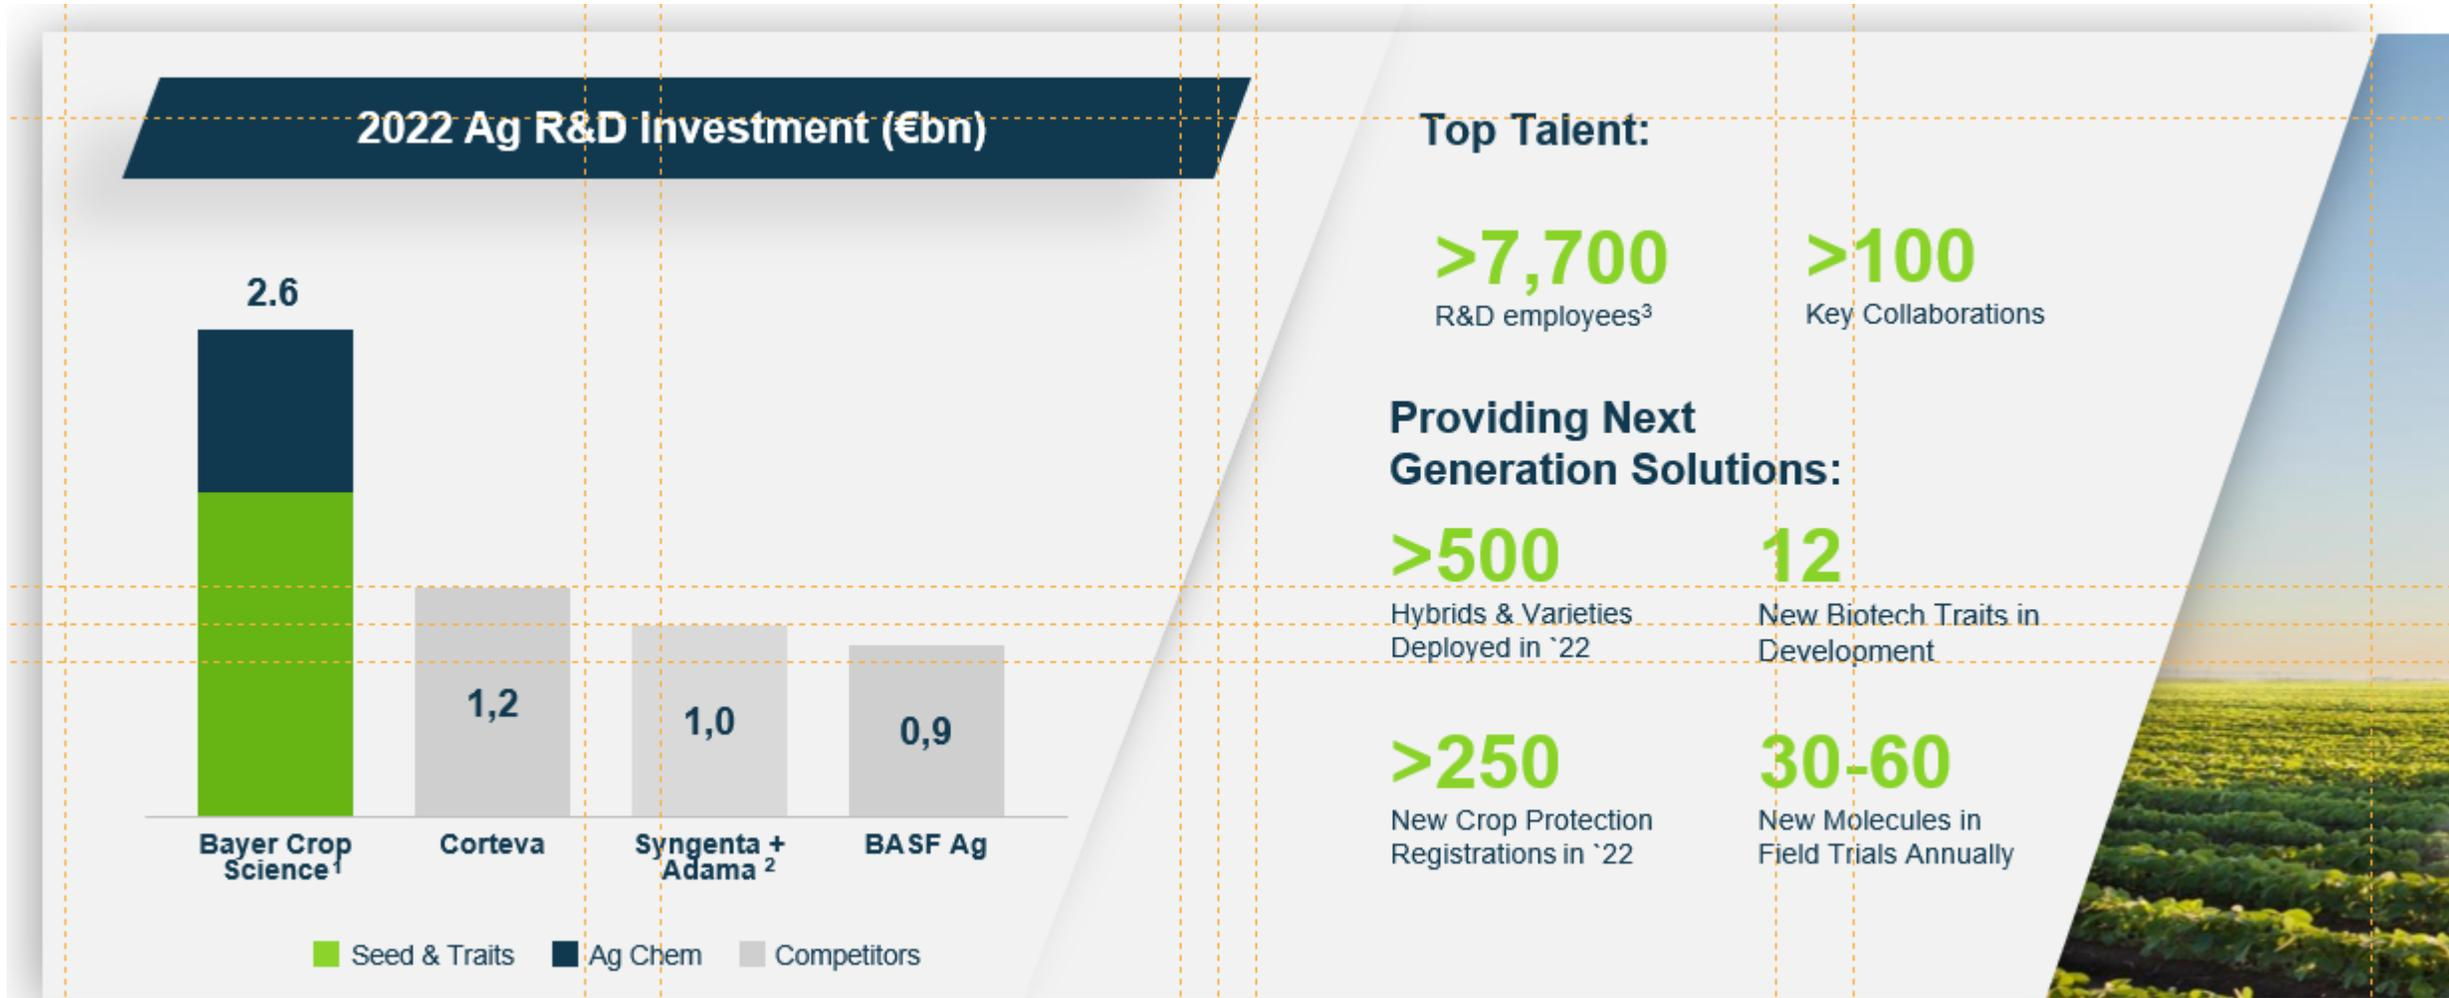 2022 Ag R&D Investment (€bn)
2.6
1,2
1,0
0,9
Bayer Crop
Science¹
Corteva
Syngenta +
Adama ²
BASF Ag
Seed & Traits
Ag Chem
Competitors
Top Talent:
>7,700
R&D employees³
>100
Key Collaborations
Providing Next
Generation Solutions:
>500
Hybrids & Varieties
Deployed in `22
12
New Biotech Traits in
Development
>250
New Crop Protection
Registrations in `22
30-60
New Molecules in
Field Trials Annually